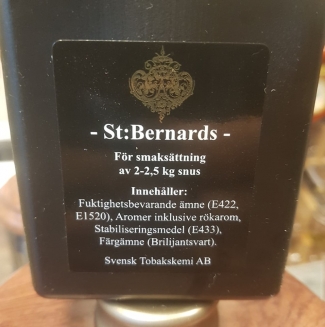 - St:Bernards -
För smaksättning
av 2-2,5 kg snus
Innehåller:
Fuktighetsbevarande ämne (E422,
E1520), Aromer inklusive rökarom,
Stabiliseringsmedel (E433),
Färgämne (Briljantsvart).
Svensk Tobakskemi AB